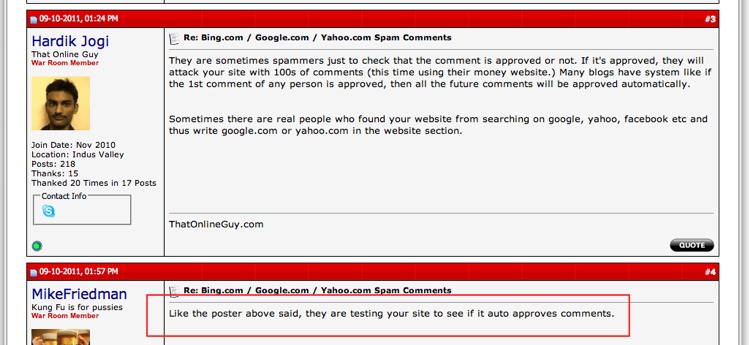 09-10-2011, 01:24 PM
#3
Hardik Jogi
That Online Guy
War Room Member
Join Date: Nov 2010
Location: Indus Valley
Posts: 218
Thanks: 15
Thanked 20 Times in 17 Posts
Contact Info
Re: Bing.com / Google.com / Yahoo.com Spam Comments
They are sometimes spammers just to check that the comment is approved or not. If it's approved, they will
attack your site with 100s of comments (this time using their money website.) Many blogs have system like if
the 1st comment of any person is approved, then all the future comments will be approved automatically.
Sometimes there are real people who found your website from searching on google, yahoo, facebook etc and
thus write google.com or yahoo.com in the website section.
ThatOnlineGuy.com
QUOTE
09-10-2011, 01:57 PM
#4
MikeFriedman
Kung Fu is for pussies
War Room Member
Re: Bing.com / Google.com / Yahoo.com Spam Comments
Like the poster above said, they are testing your site to see if it auto approves comments.